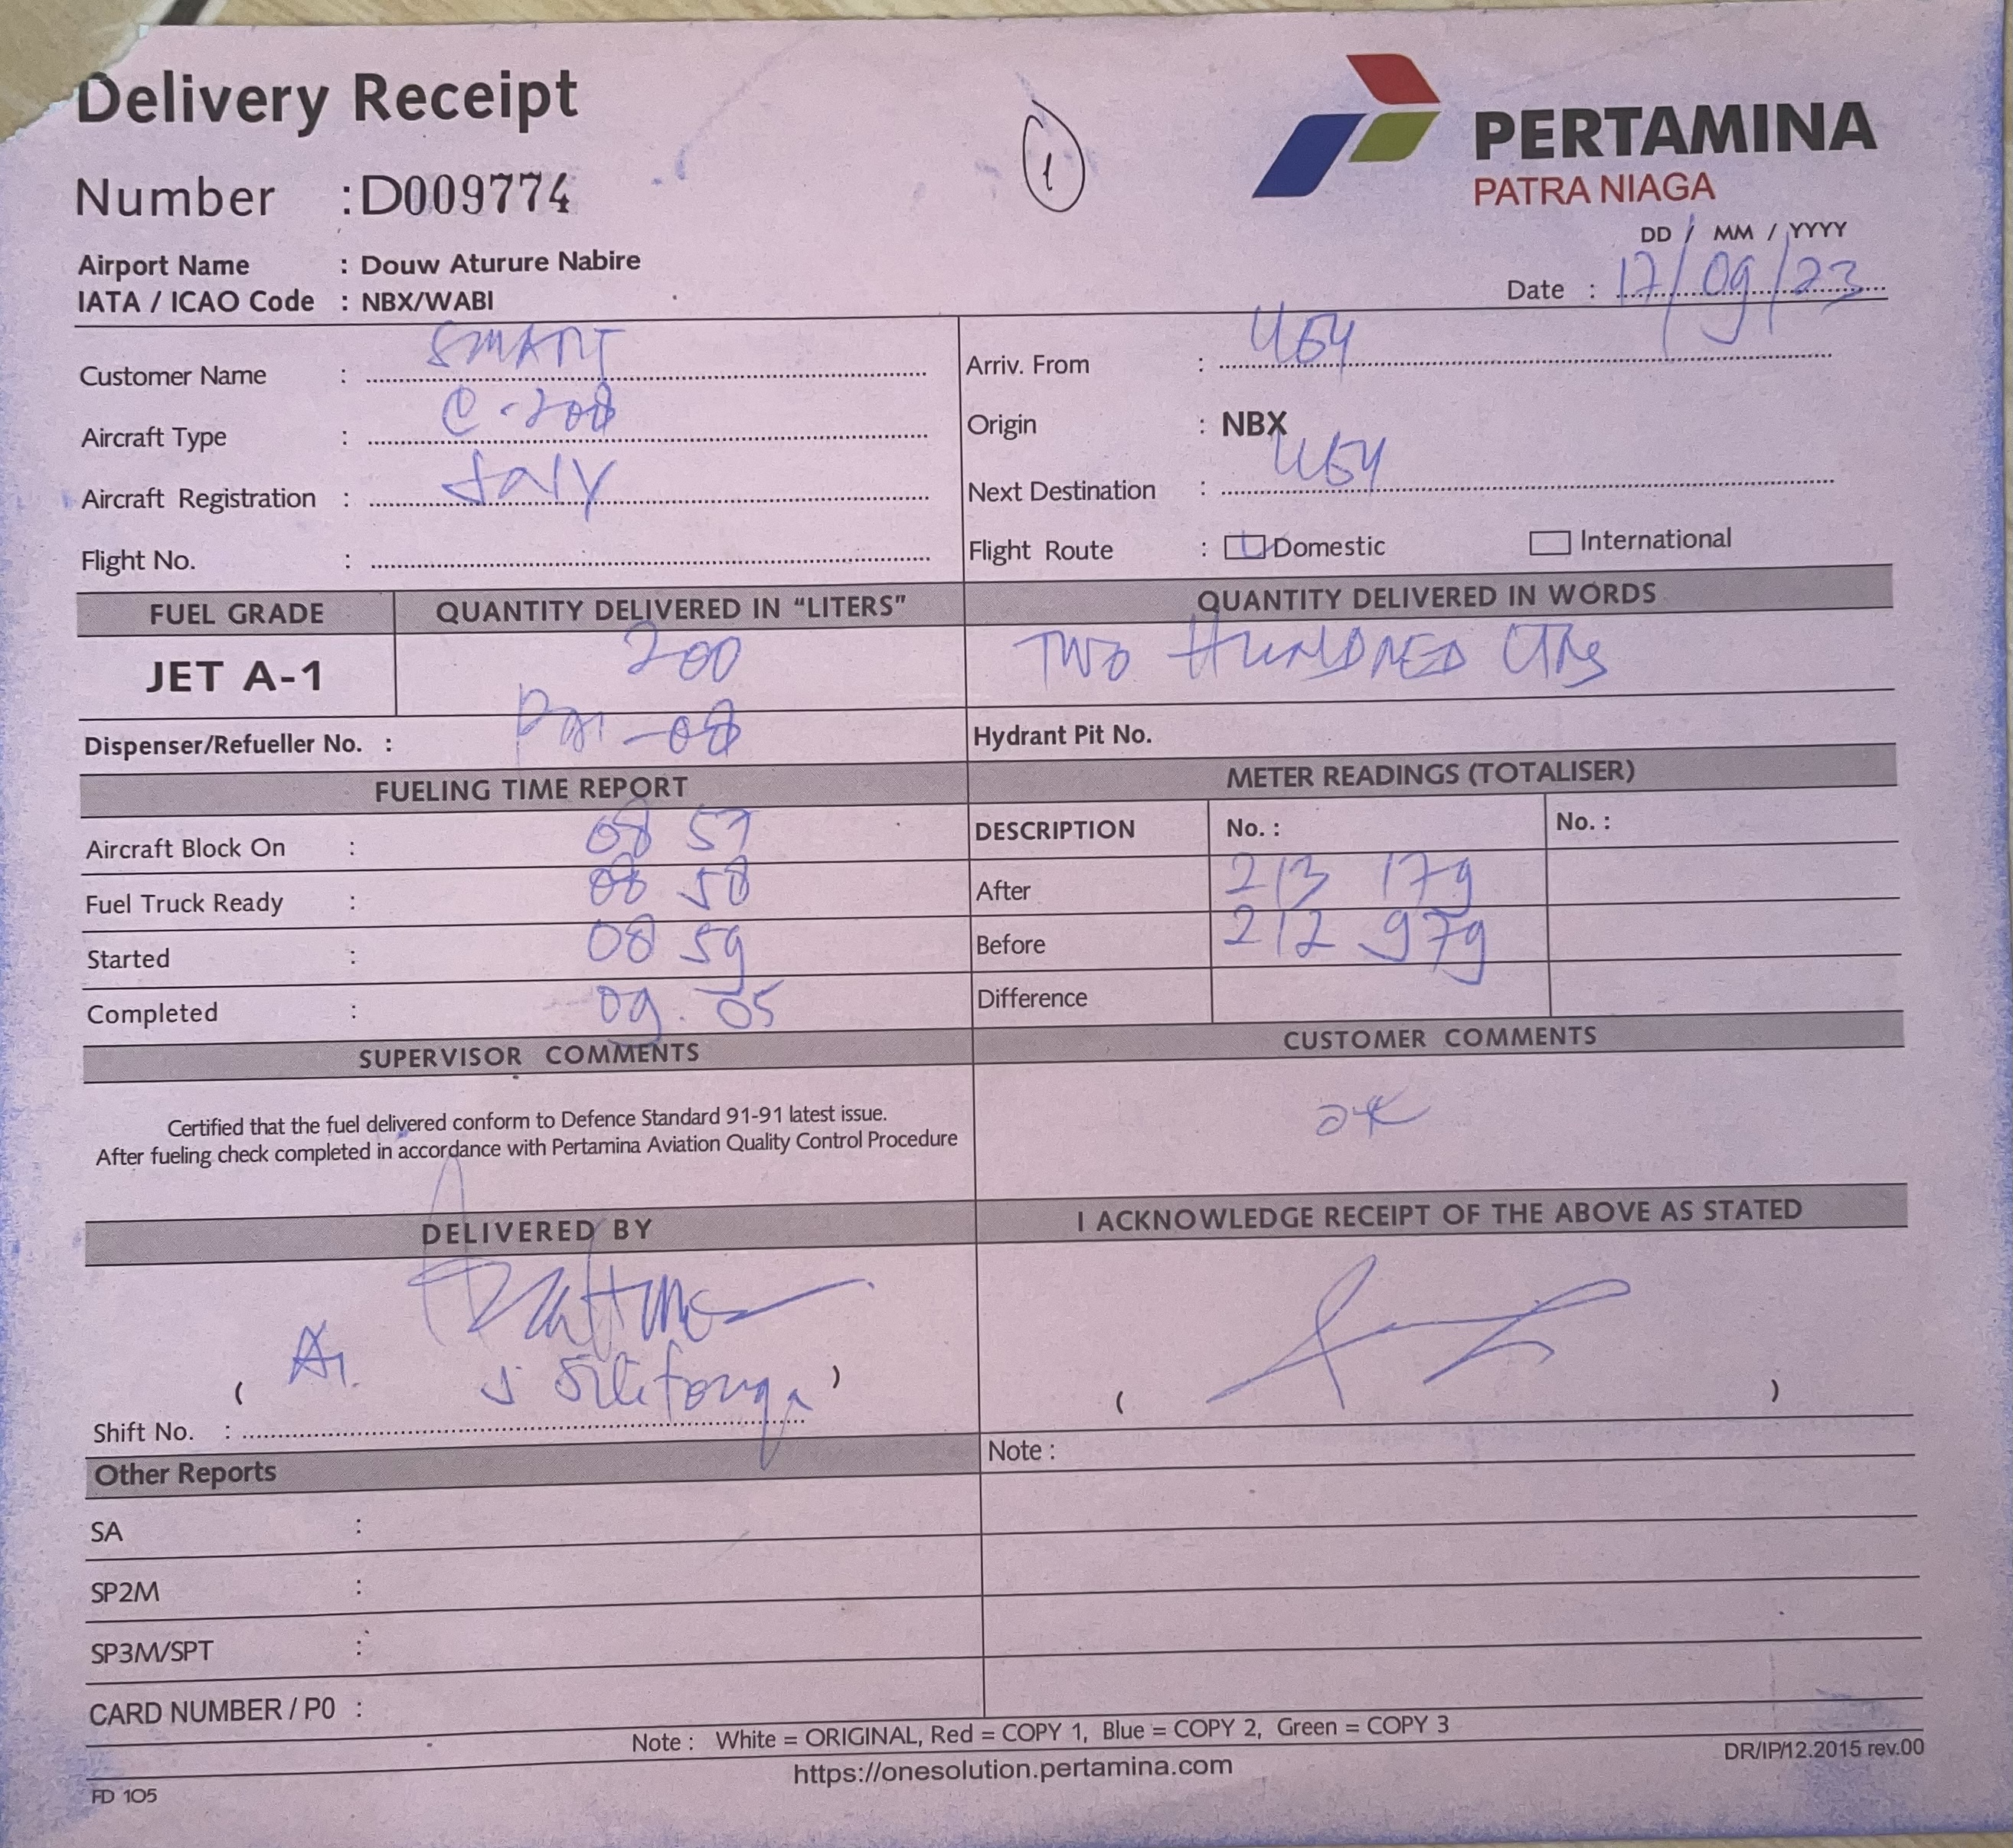 Delivery Receipt
1
PERTAMINA
PATRA NIAGA
Number : D009774
DD / MM / YYYY
Airport Name : Douw Aturure Nabire
Date : 17/09/23
IATA / ICAO Code : NBX/WABI
Customer Name : SMART
Arriv. From :
Aircraft Type : C-208
Origin : NBX
Aircraft Registration :
Next Destination :
Flight No. :
Flight Route : Domestic International
FUEL GRADE QUANTITY DELIVERED IN “LITERS” QUANTITY DELIVERED IN WORDS
JET A-1 200 TWO HUNDRED LTRS
Dispenser/Refueller No. : -08
Hydrant Pit No.
FUELING TIME REPORT
METER READINGS (TOTALISER)
Aircraft Block On : 08 57
DESCRIPTION No. : No. :
Fuel Truck Ready : 08 58
After 213 179
Started : 08 59
Before 212 979
Completed : 09. 05
Difference
SUPERVISOR COMMENTS
CUSTOMER COMMENTS
Certified that the fuel delivered conform to Defence Standard 91-91 latest issue.
After fueling check completed in accordance with Pertamina Aviation Quality Control Procedure
OK
DELIVERED BY
I ACKNOWLEDGE RECEIPT OF THE ABOVE AS STATED
( )
( )
Shift No. :
Other Reports
Note :
SA :
SP2M :
SP3M/SPT :
CARD NUMBER / P0 :
Note : White = ORIGINAL, Red = COPY 1, Blue = COPY 2, Green = COPY 3
https://onesolution.pertamina.com
DR/IP/12.2015 rev.00
FD 105